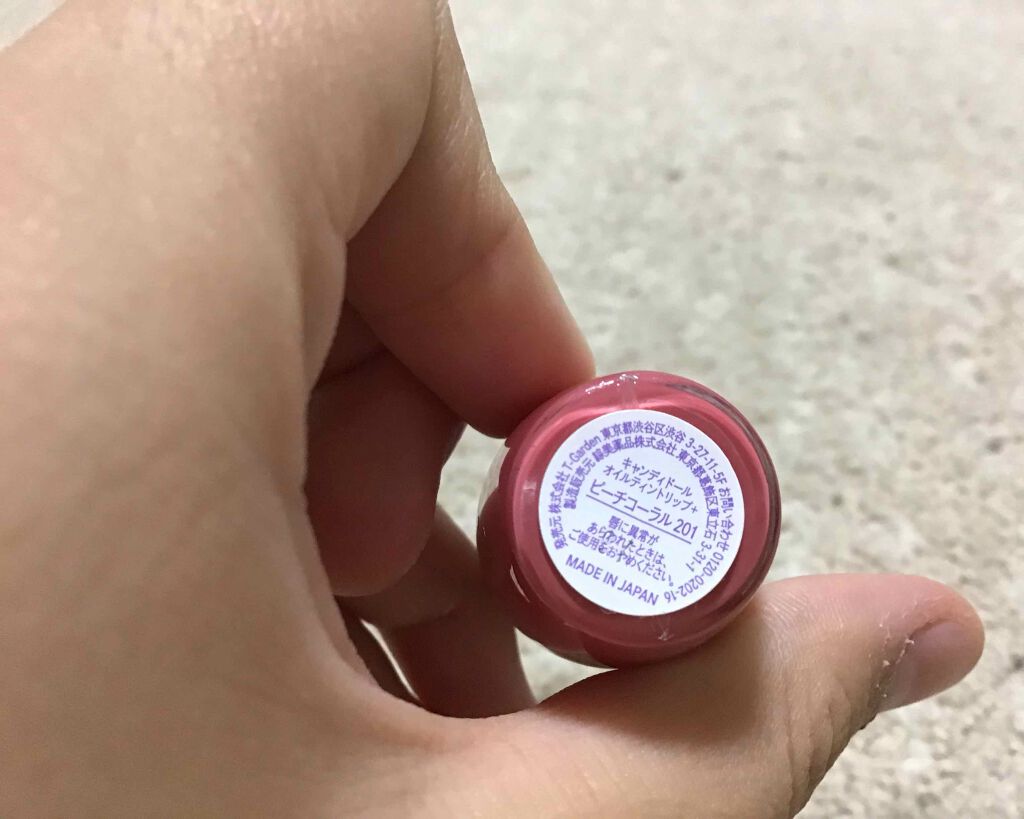 発売元 株式会社 T-Garden 東京都渋谷区渋谷 3-27-11-5F お問い合わせ 0120-0202-16
製造販売元 綜美薬品株式会社 東京都葛飾区東立石 3-31-1
キャンディドール
オイルティントリップ+
ピーチコーラル 201
唇に異常が
あらわれたときは、
ご使用をおやめください。
MADE IN JAPAN